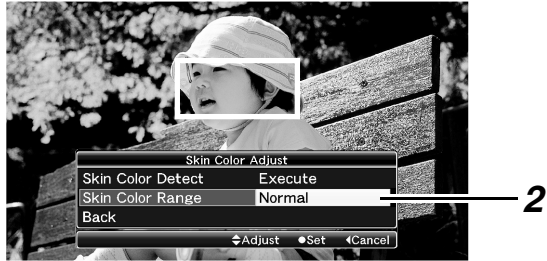 Skin Color Adjust
Skin Color Detect Execute
Skin Color Range Normal
Back
Adjust Set Cancel
2